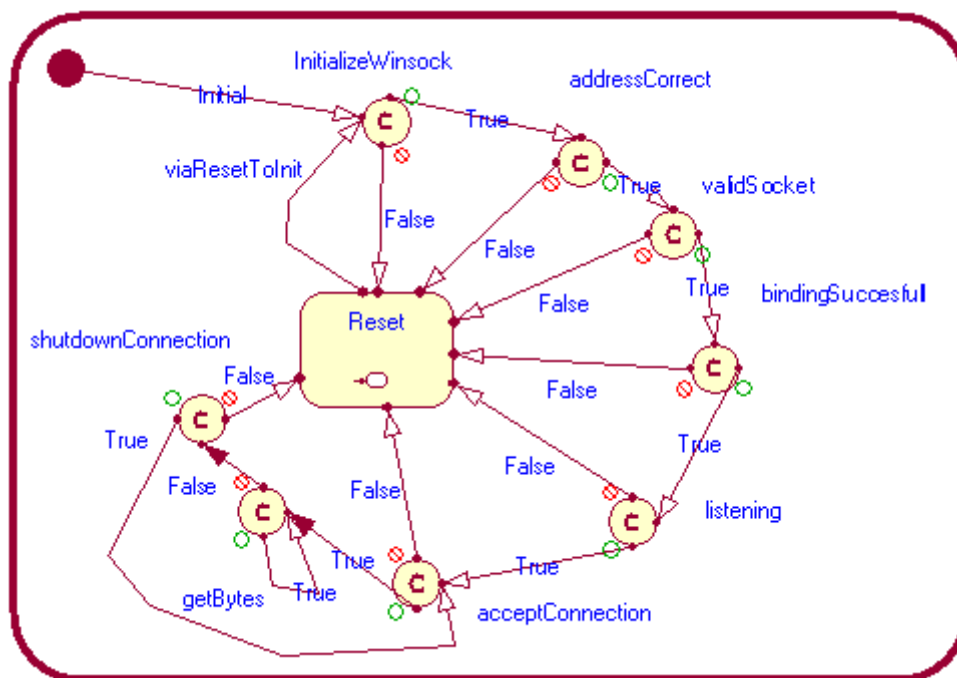 InitializeWinsock
addressCorrect
Initial
True
viaResetToInit
True
validSocket
False
False
True
bindingSuccesfull
False
Reset
shutdownConnection
False
False
True
True
False
False
False
listening
True
True
getBytes
True
acceptConnection
C
C
C
C
C
C
C
C